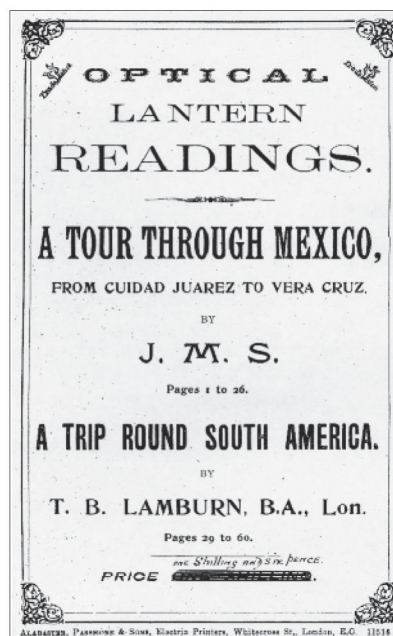 OPTICAL
LANTERN
READINGS.
A TOUR THROUGH MEXICO,
FROM CUIDAD JUAREZ TO VERA CRUZ.
BY
J. M. S.
Pages 1 to 26.
A TRIP ROUND SOUTH AMERICA.
BY
T. B. LAMBURN, B.A., Lon.
Pages 29 to 60.
one Shilling and six pence.
PRICE
ALABASTER, PASSMORE & SONS, Electric Printers, Whitecross St., London, E.C. 11516